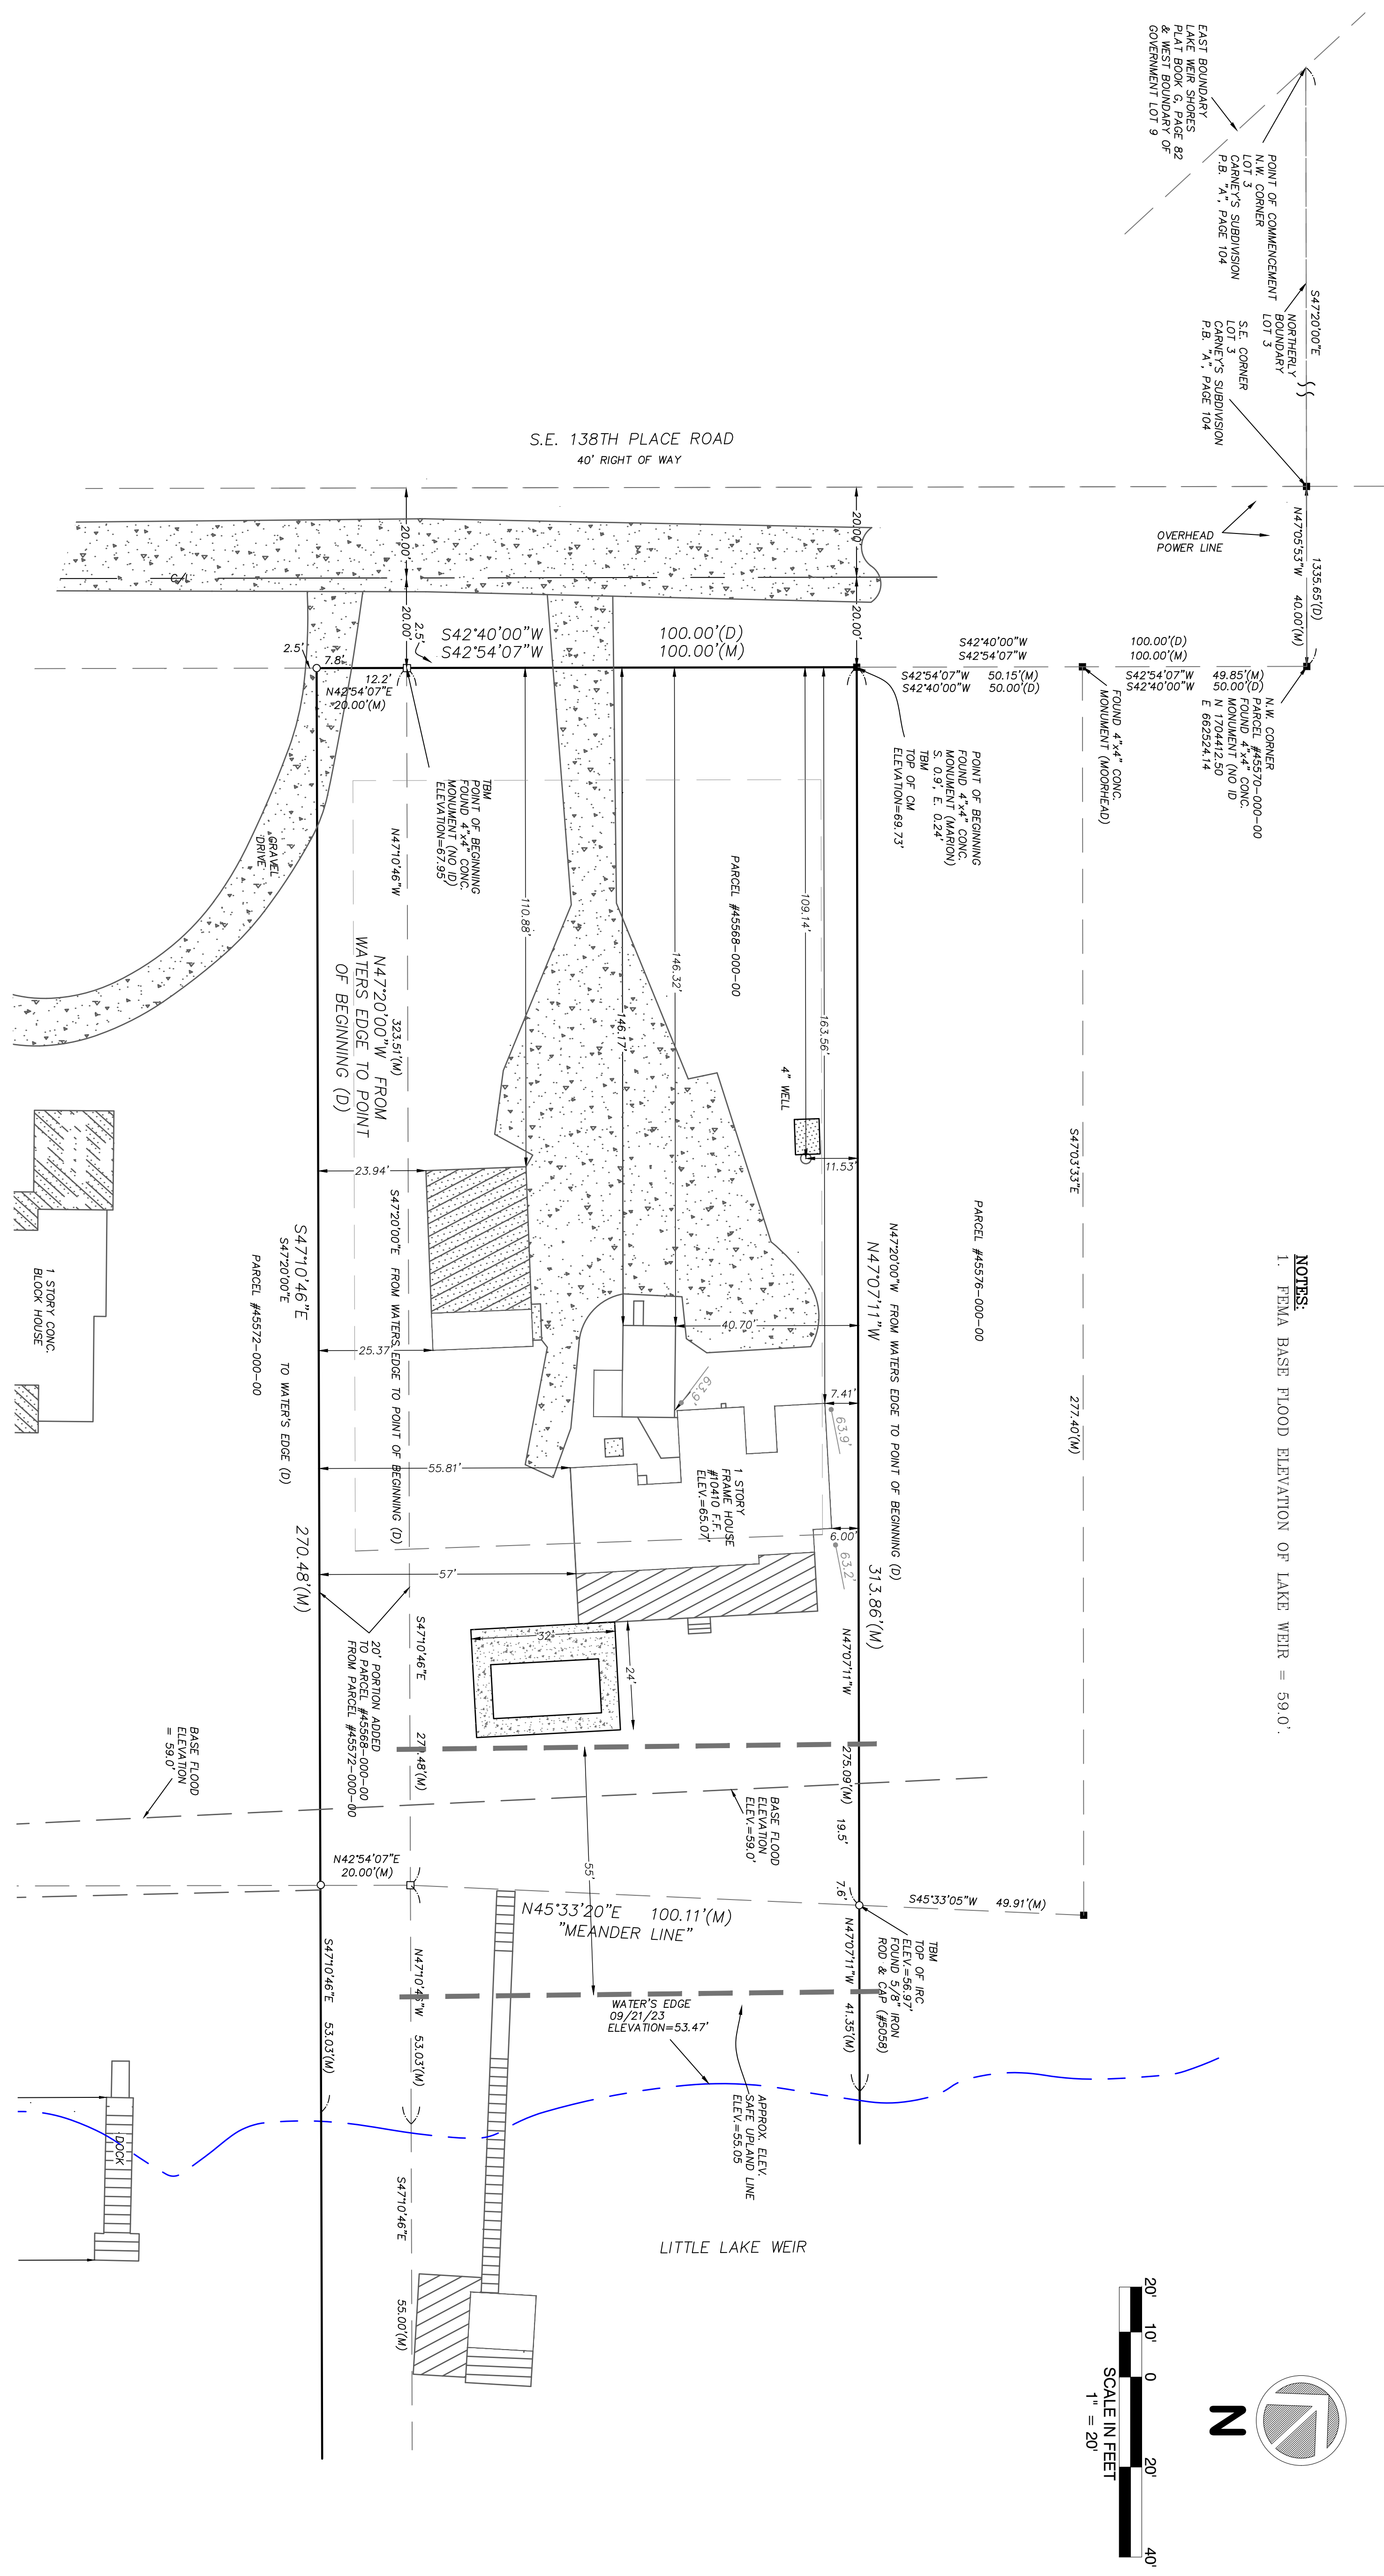 EAST BOUNDARY
LAKE WEIR SHORES
PLAT BOOK G, PAGE 82
& WEST BOUNDARY OF
GOVERNMENT LOT 9
POINT OF COMMENCEMENT
N.W. CORNER
LOT 3
CARNEY'S SUBDIVISION
P.B. "A", PAGE 104
S47°20'00"E
NORTHERLY
BOUNDARY
LOT 3
S.E. CORNER
LOT 3
CARNEY'S SUBDIVISION
P.B. "A", PAGE 104
1335.65'(D)
N47°05'53"W 40.00'(M)
OVERHEAD
POWER LINE
S.E. 138TH PLACE ROAD
40' RIGHT OF WAY
20.00'
20.00'
C/L
20.00'
20.00'
2.5'
2.5'
7.8'
12.2'
N42°54'07"E
20.00'(M)
S42°40'00"W 100.00'(D)
S42°54'07"W 100.00'(M)
S42°40'00"W 100.00'(D)
S42°54'07"W 100.00'(M)
S42°54'07"W 50.15'(M)
S42°40'00"W 50.00'(D)
S42°54'07"W 49.85'(M)
S42°40'00"W 50.00'(D)
N.W. CORNER
PARCEL #45570-000-00
FOUND 4"x4" CONC.
MONUMENT (NO ID
N 1704412.50
E 662524.14
FOUND 4"x4" CONC.
MONUMENT (MOORHEAD)
POINT OF BEGINNING
FOUND 4"x4" CONC.
MONUMENT (MARION)
S. 0.9', E. 0.24'
TBM
TOP OF CM
ELEVATION=69.73'
TBM
POINT OF BEGINNING
FOUND 4"x4" CONC.
MONUMENT (NO ID)
ELEVATION=67.95'
GRAVEL
DRIVE
N47°10'46"W 323.51'(M)
N47°20'00"W FROM
WATERS EDGE TO POINT
OF BEGINNING (D)
110.88'
PARCEL #45568-000-00
146.32'
146.17'
109.14'
163.56'
4" WELL
11.53'
S47°03'33"E 277.40'(M)
PARCEL #45576-000-00
NOTES:
1. FEMA BASE FLOOD ELEVATION OF LAKE WEIR = 59.0'.
N47°20'00"W FROM WATERS EDGE TO POINT OF BEGINNING (D)
N47°07'11"W 313.86'(M)
23.94'
25.37'
S47°20'00"E FROM WATERS EDGE TO POINT OF BEGINNING (D)
S47°10'46"E 270.48'(M)
S47°20'00"E TO WATER'S EDGE (D)
PARCEL #45572-000-00
1 STORY CONC.
BLOCK HOUSE
40.70'
63.9'
7.41'
63.9'
55.81'
1 STORY
FRAME HOUSE
#10410 F.F.
ELEV.=65.07'
6.00'
63.2'
57'
32'
24'
20' PORTION ADDED
TO PARCEL #45568-000-00
FROM PARCEL #45572-000-00
S47°10'46"E
N47°07'11"W 275.09'(M)
19.5'
7.6'
BASE FLOOD
ELEVATION
= 59.0'
BASE FLOOD
ELEVATION
ELEV.=59.0'
55'
N42°54'07"E
20.00'(M)
N45°33'20"E 100.11'(M)
"MEANDER LINE"
S45°33'05"W 49.91'(M)
TBM
TOP OF IRC
ELEV.=56.97'
FOUND 5/8" IRON
ROD & CAP (#5058)
N47°07'11"W 41.35'(M)
S47°10'46"E 53.03'(M)
N47°10'46"W 53.03'(M)
WATER'S EDGE
09/21/23
ELEVATION=53.47'
APPROX. ELEV.
SAFE UPLAND LINE
ELEV.=55.05
DOCK
S47°10'46"E 55.00'(M)
LITTLE LAKE WEIR
20' 10' 0 20' 40'
SCALE IN FEET
1" = 20'
N